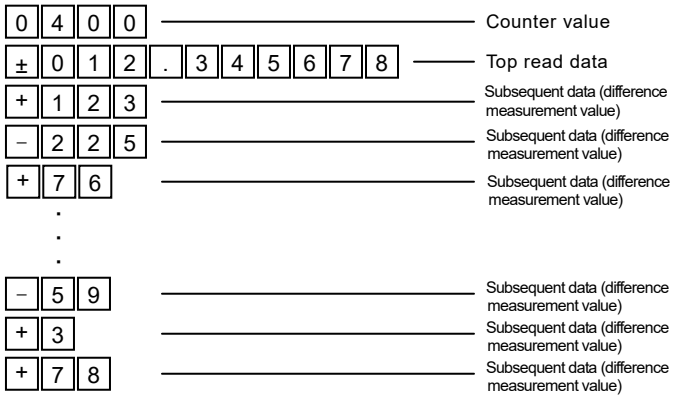 0400 Counter value
±012.345678 Top read data
+123 Subsequent data (difference
measurement value)
−225 Subsequent data (difference
measurement value)
+76 Subsequent data (difference
measurement value)
.
.
.
−59 Subsequent data (difference
measurement value)
+3 Subsequent data (difference
measurement value)
+78 Subsequent data (difference
measurement value)